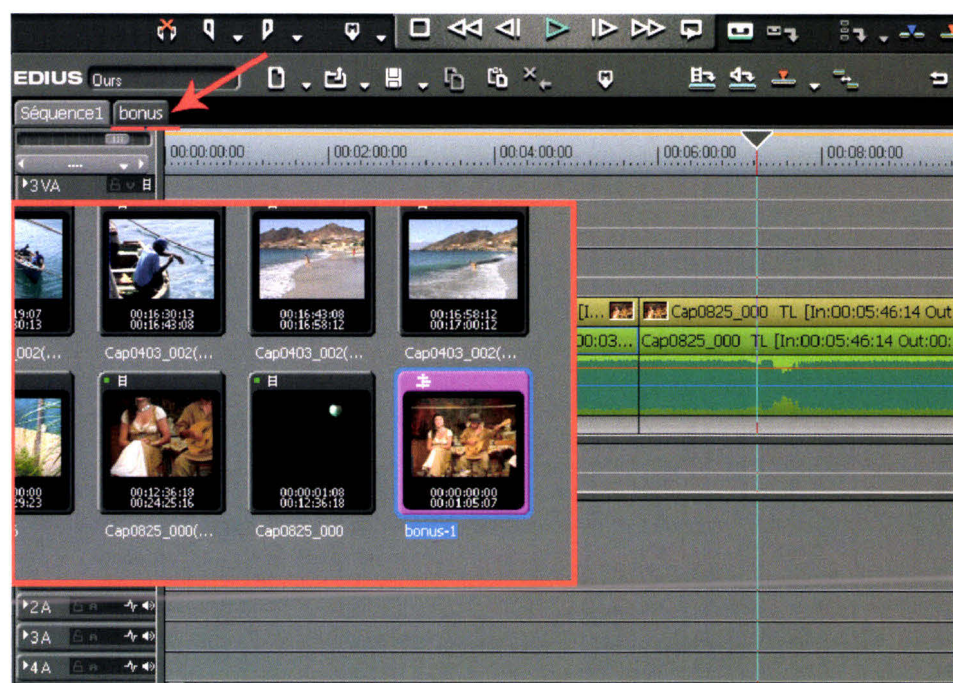 EDIUS Ours
Séquence1 bonus
00:00:00:00 00:02:00:00 00:04:00:00 00:06:00:00 00:08:00:00
3 VA
00:16:30:13 00:16:43:08 00:16:58:12
00:16:43:08 00:16:58:12 00:17:00:12
_002(... Cap0403_002(... Cap0403_002(... Cap0403_002(...
[I... Cap0825_000 TL [In:00:05:46:14 Out
00:03... Cap0825_000 TL [In:00:05:46:14 Out:00:
00:12:36:18 00:00:01:08 00:00:00:00
00:24:25:16 00:12:36:18 00:01:05:07
Cap0825_000(... Cap0825_000 bonus-1
2 A
3 A
4 A